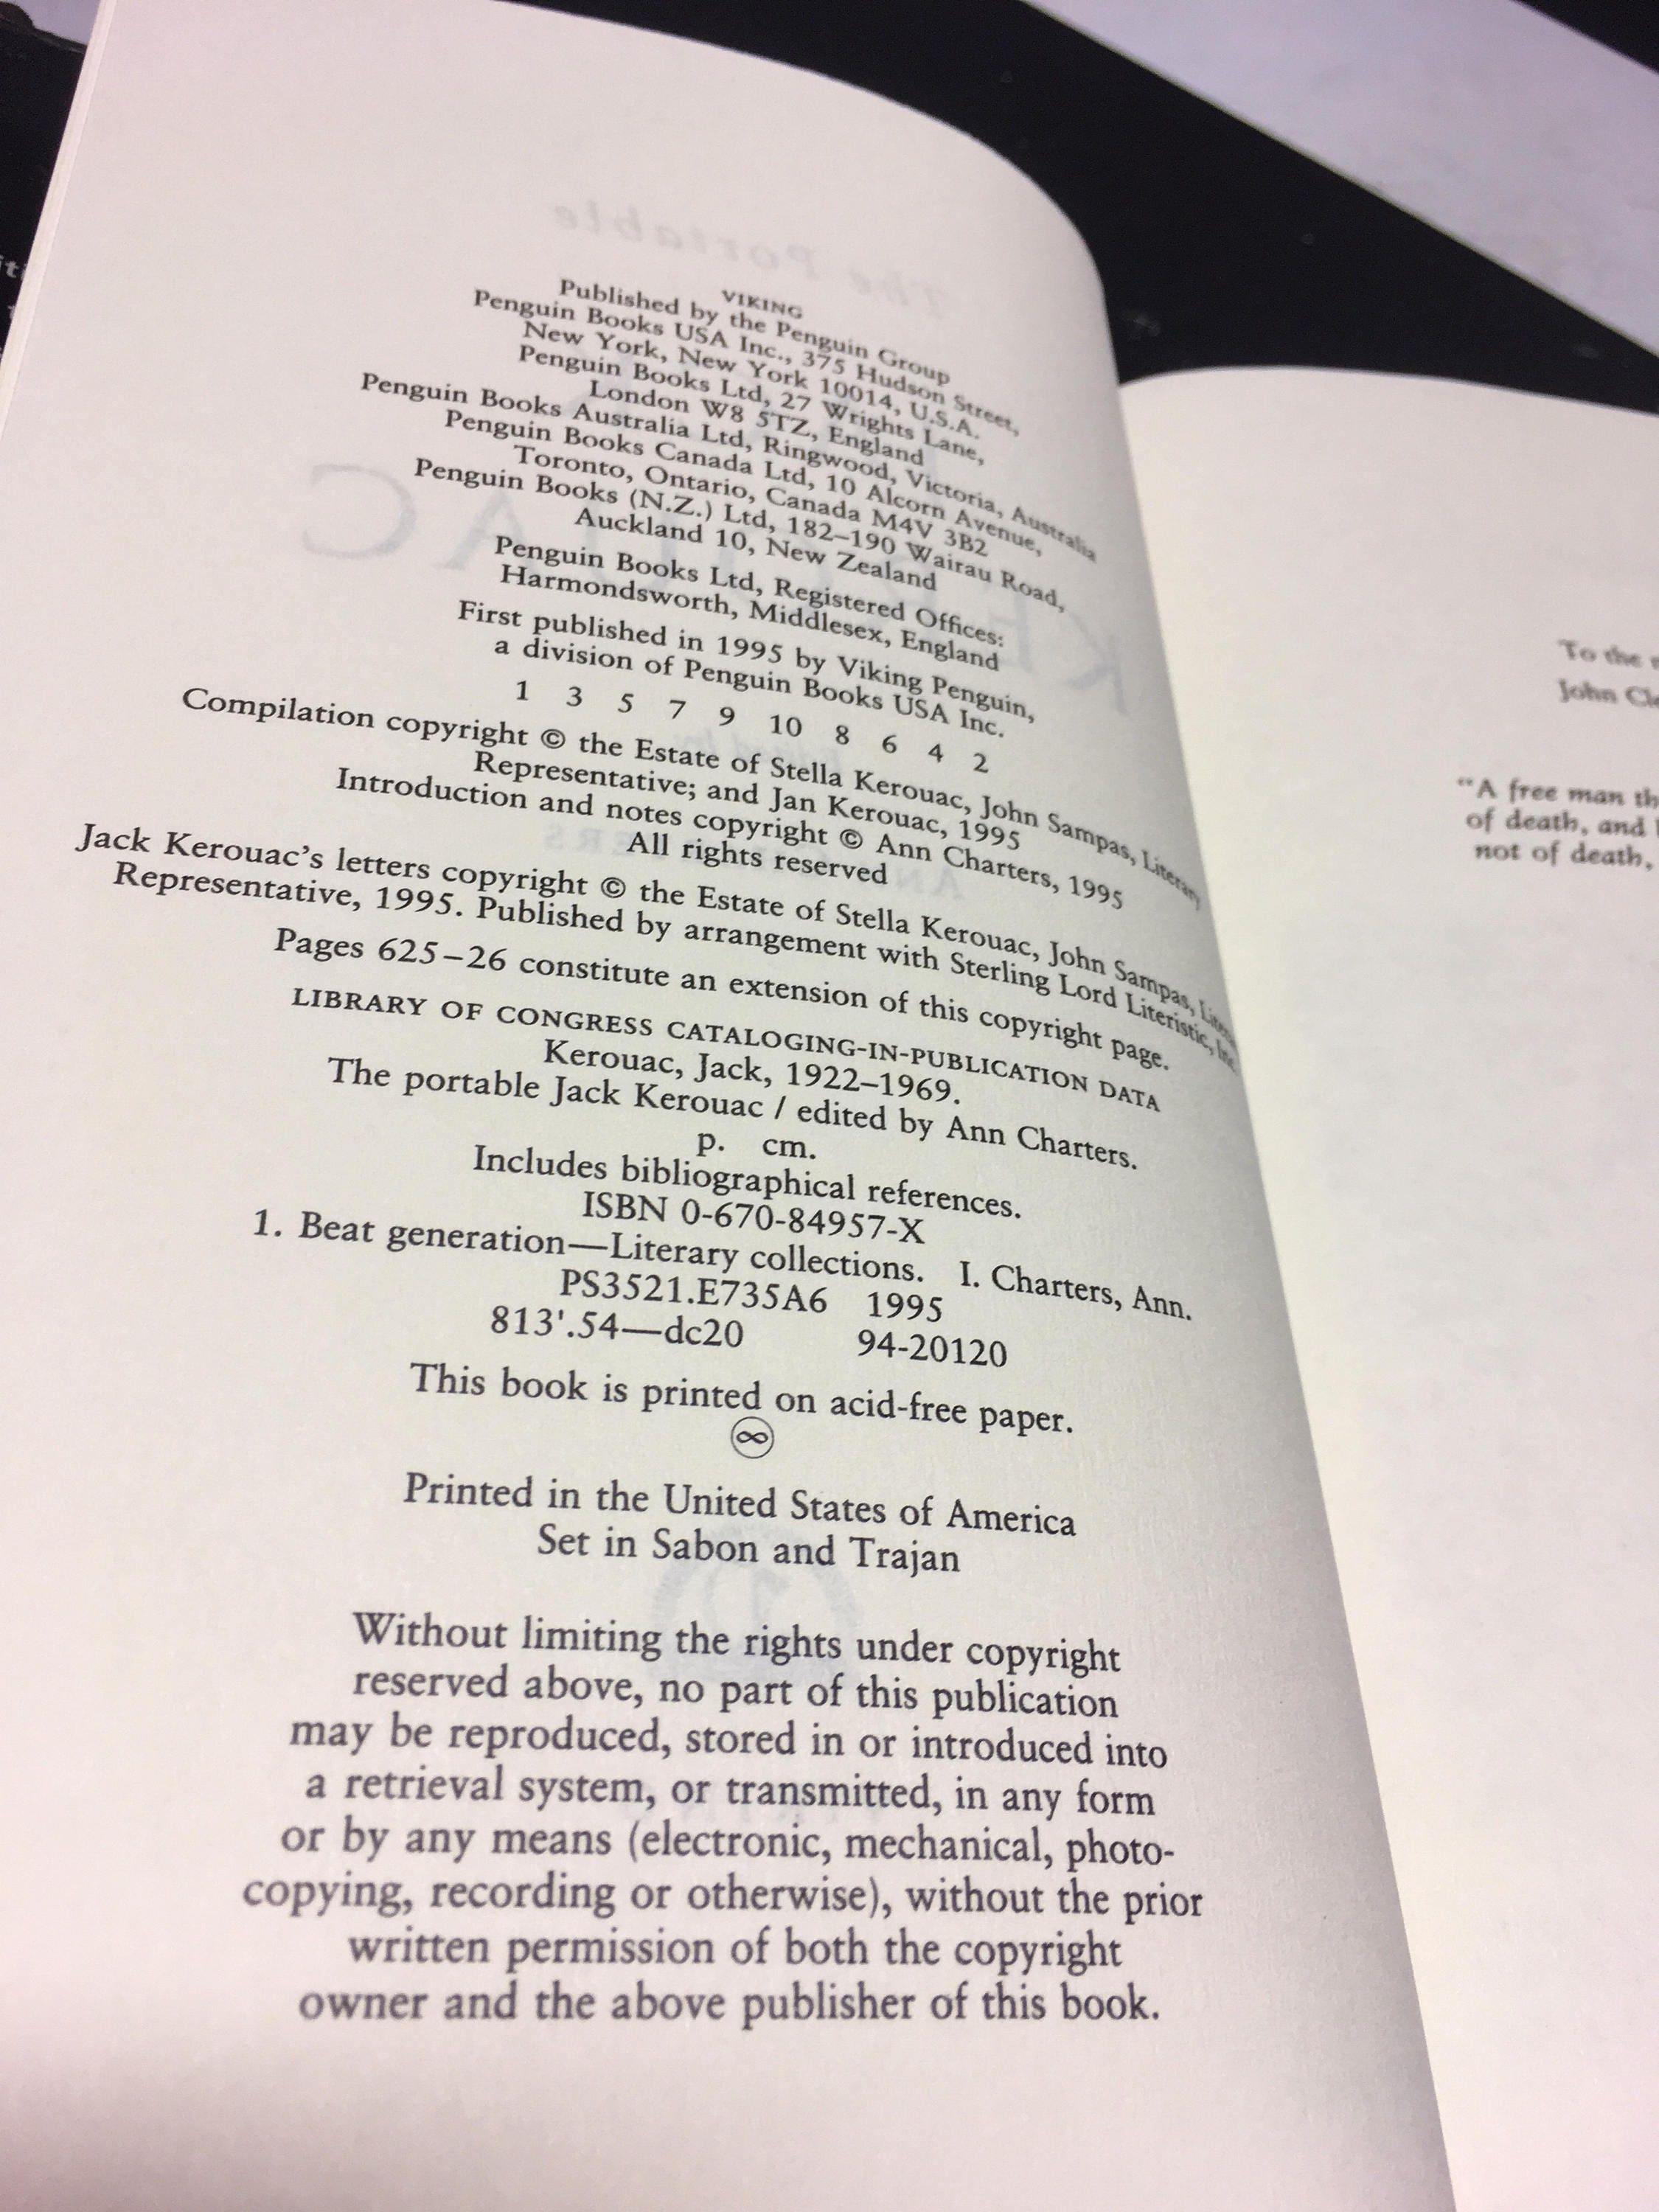 VIKING
Published by the Penguin Group
Penguin Books USA Inc., 375 Hudson Street,
New York, New York 10014, U.S.A.
Penguin Books Ltd, 27 Wrights Lane,
London W8 5TZ, England
Penguin Books Australia Ltd, Ringwood, Victoria, Australia
Penguin Books Canada Ltd, 10 Alcorn Avenue,
Toronto, Ontario, Canada M4V 3B2
Penguin Books (N.Z.) Ltd, 182–190 Wairau Road,
Auckland 10, New Zealand
Penguin Books Ltd, Registered Offices:
Harmondsworth, Middlesex, England
First published in 1995 by Viking Penguin,
a division of Penguin Books USA Inc.
1 3 5 7 9 10 8 6 4 2
Compilation copyright © the Estate of Stella Kerouac, John Sampas, Literary
Representative; and Jan Kerouac, 1995
Introduction and notes copyright © Ann Charters, 1995
All rights reserved
Jack Kerouac's letters copyright © the Estate of Stella Kerouac, John Sampas,
Representative, 1995. Published by arrangement with Sterling Lord Literistic,
Pages 625–26 constitute an extension of this copyright page.
LIBRARY OF CONGRESS CATALOGING-IN-PUBLICATION DATA
Kerouac, Jack, 1922–1969.
The portable Jack Kerouac / edited by Ann Charters.
p. cm.
Includes bibliographical references.
ISBN 0-670-84957-X
1. Beat generation—Literary collections. I. Charters, Ann.
PS3521.E735A6 1995
813'.54—dc20 94-20120
This book is printed on acid-free paper.
∞
Printed in the United States of America
Set in Sabon and Trajan
Without limiting the rights under copyright
reserved above, no part of this publication
may be reproduced, stored in or introduced into
a retrieval system, or transmitted, in any form
or by any means (electronic, mechanical, photo-
copying, recording or otherwise), without the prior
written permission of both the copyright
owner and the above publisher of this book.
To the
John
"A free man
of death, and
not of death,